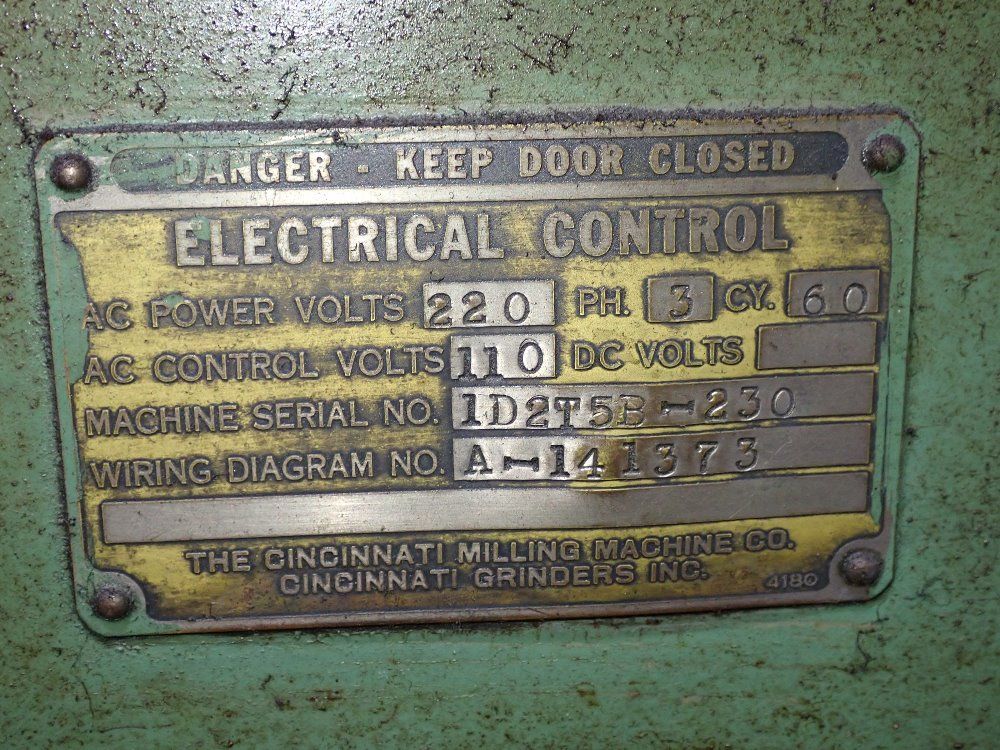 DANGER - KEEP DOOR CLOSED
ELECTRICAL CONTROL
AC POWER VOLTS 220 PH. 3 CY. 60
AC CONTROL VOLTS 110 DC VOLTS
MACHINE SERIAL NO. 1D2T5B-230
WIRING DIAGRAM NO. A-141373
THE CINCINNATI MILLING MACHINE CO.
CINCINNATI GRINDERS INC.
4180